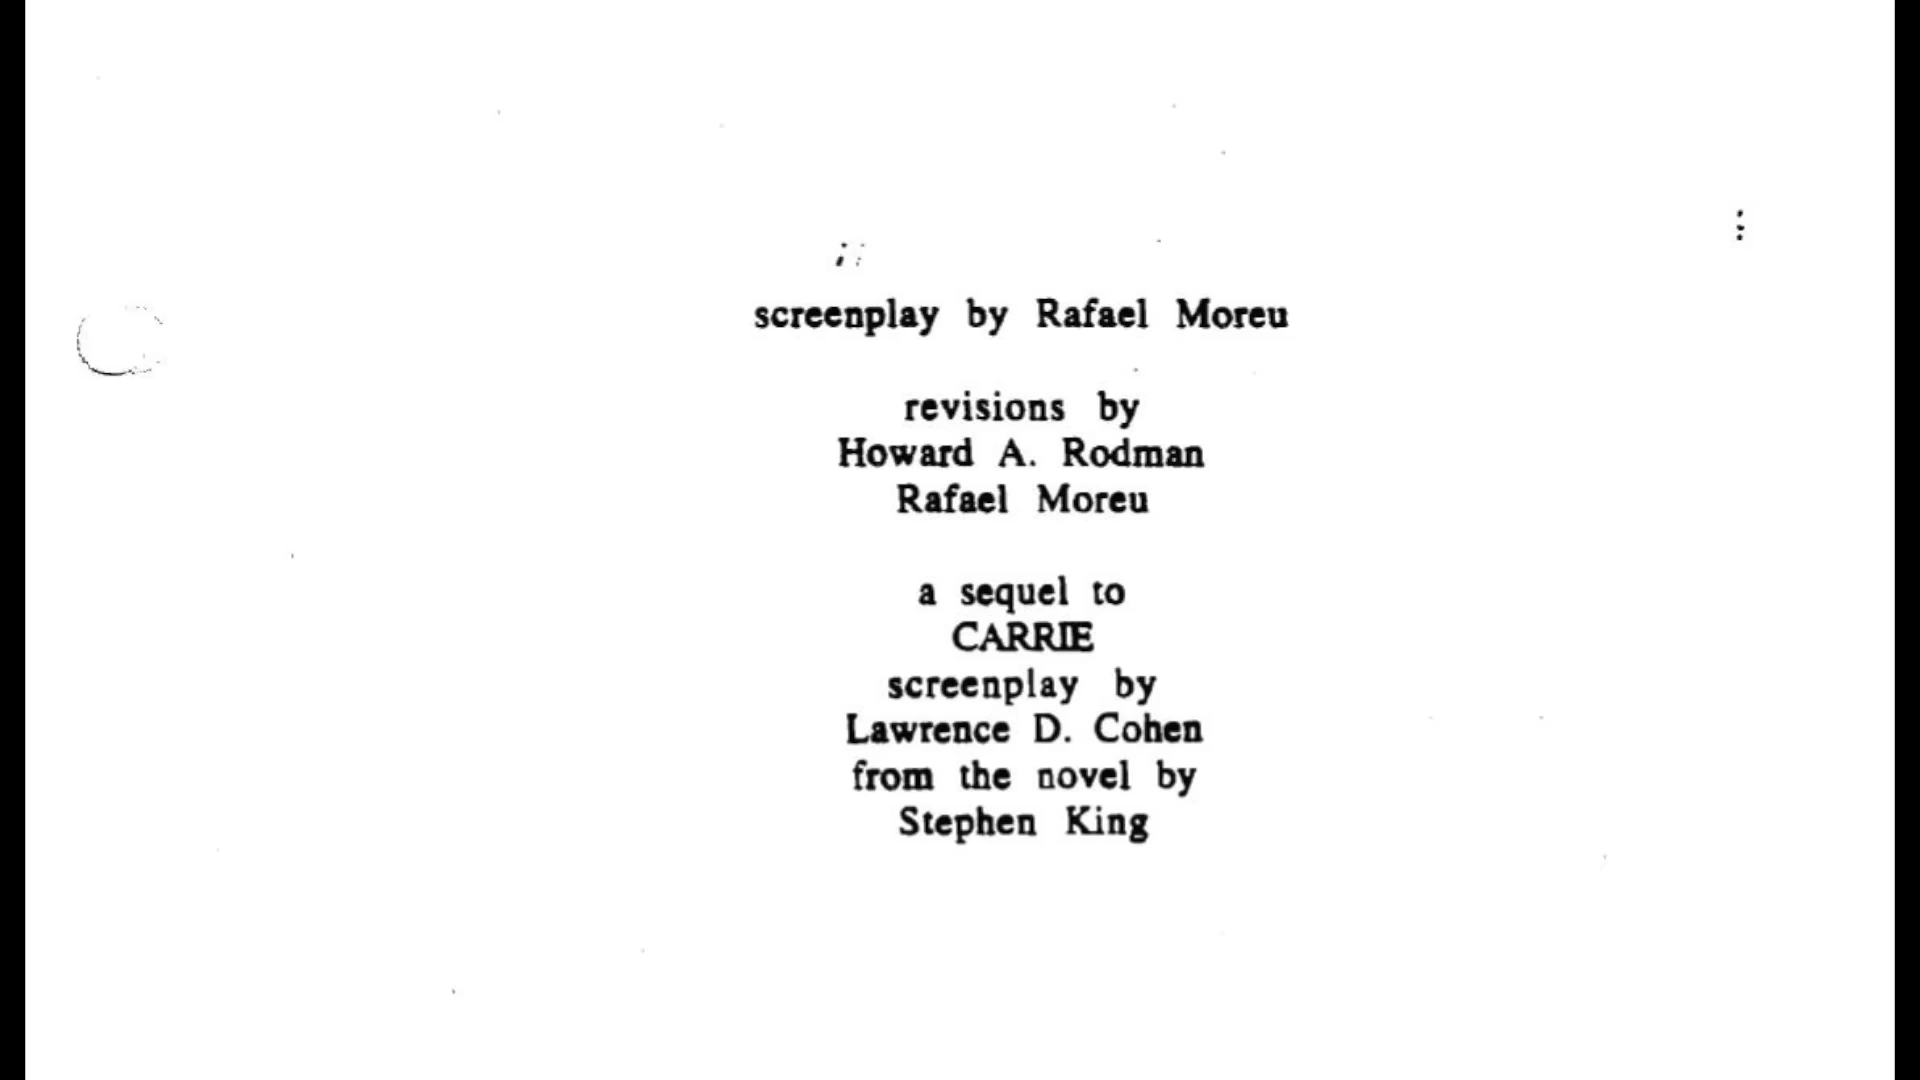 screenplay by Rafael Moreu
revisions by
Howard A. Rodman
Rafael Moreu
a sequel to
CARRIE
screenplay by
Lawrence D. Cohen
from the novel by
Stephen King